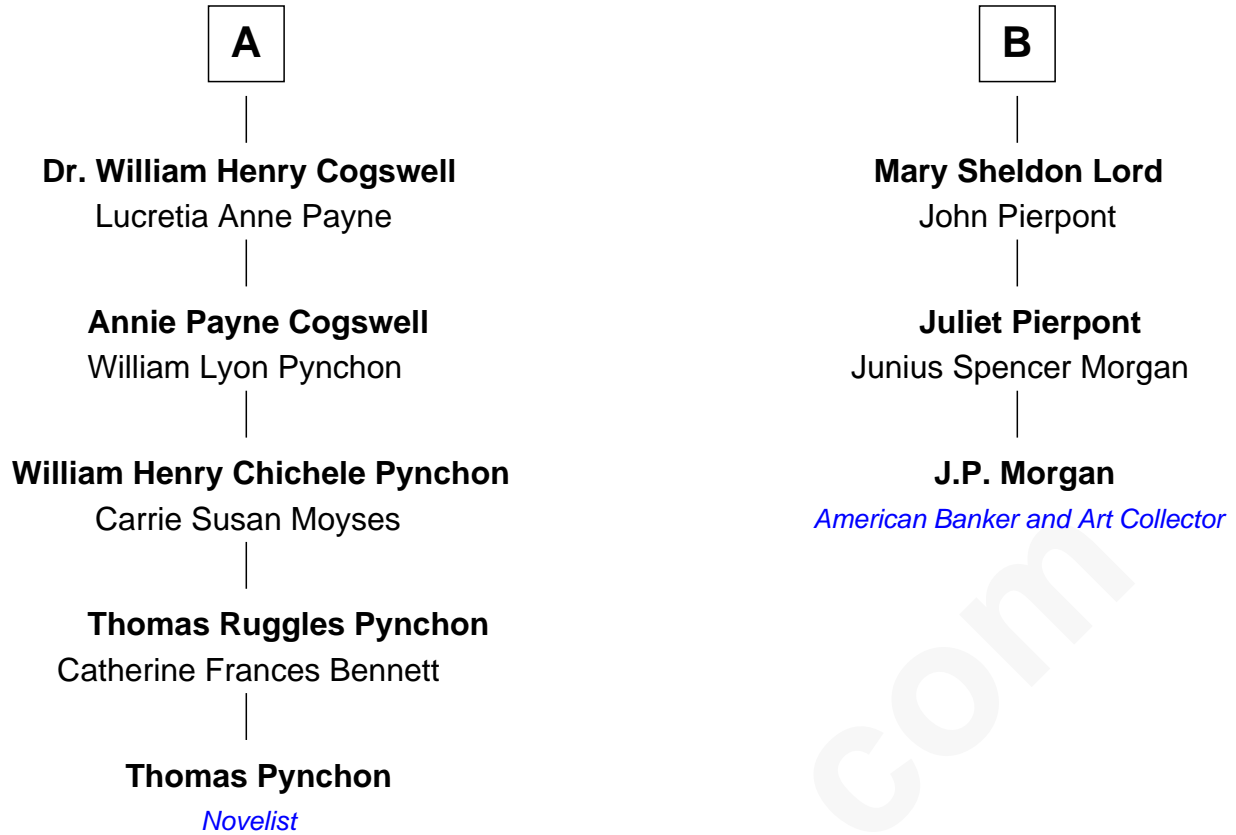 A
Dr. William Henry Cogswell
Lucretia Anne Payne
Annie Payne Cogswell
William Lyon Pynchon
William Henry Chichele Pynchon
Carrie Susan Moyses
Thomas Ruggles Pynchon
Catherine Frances Bennett
Thomas Pynchon
Novelist
B
Mary Sheldon Lord
John Pierpont
Juliet Pierpont
Junius Spencer Morgan
J.P. Morgan
American Banker and Art Collector
com